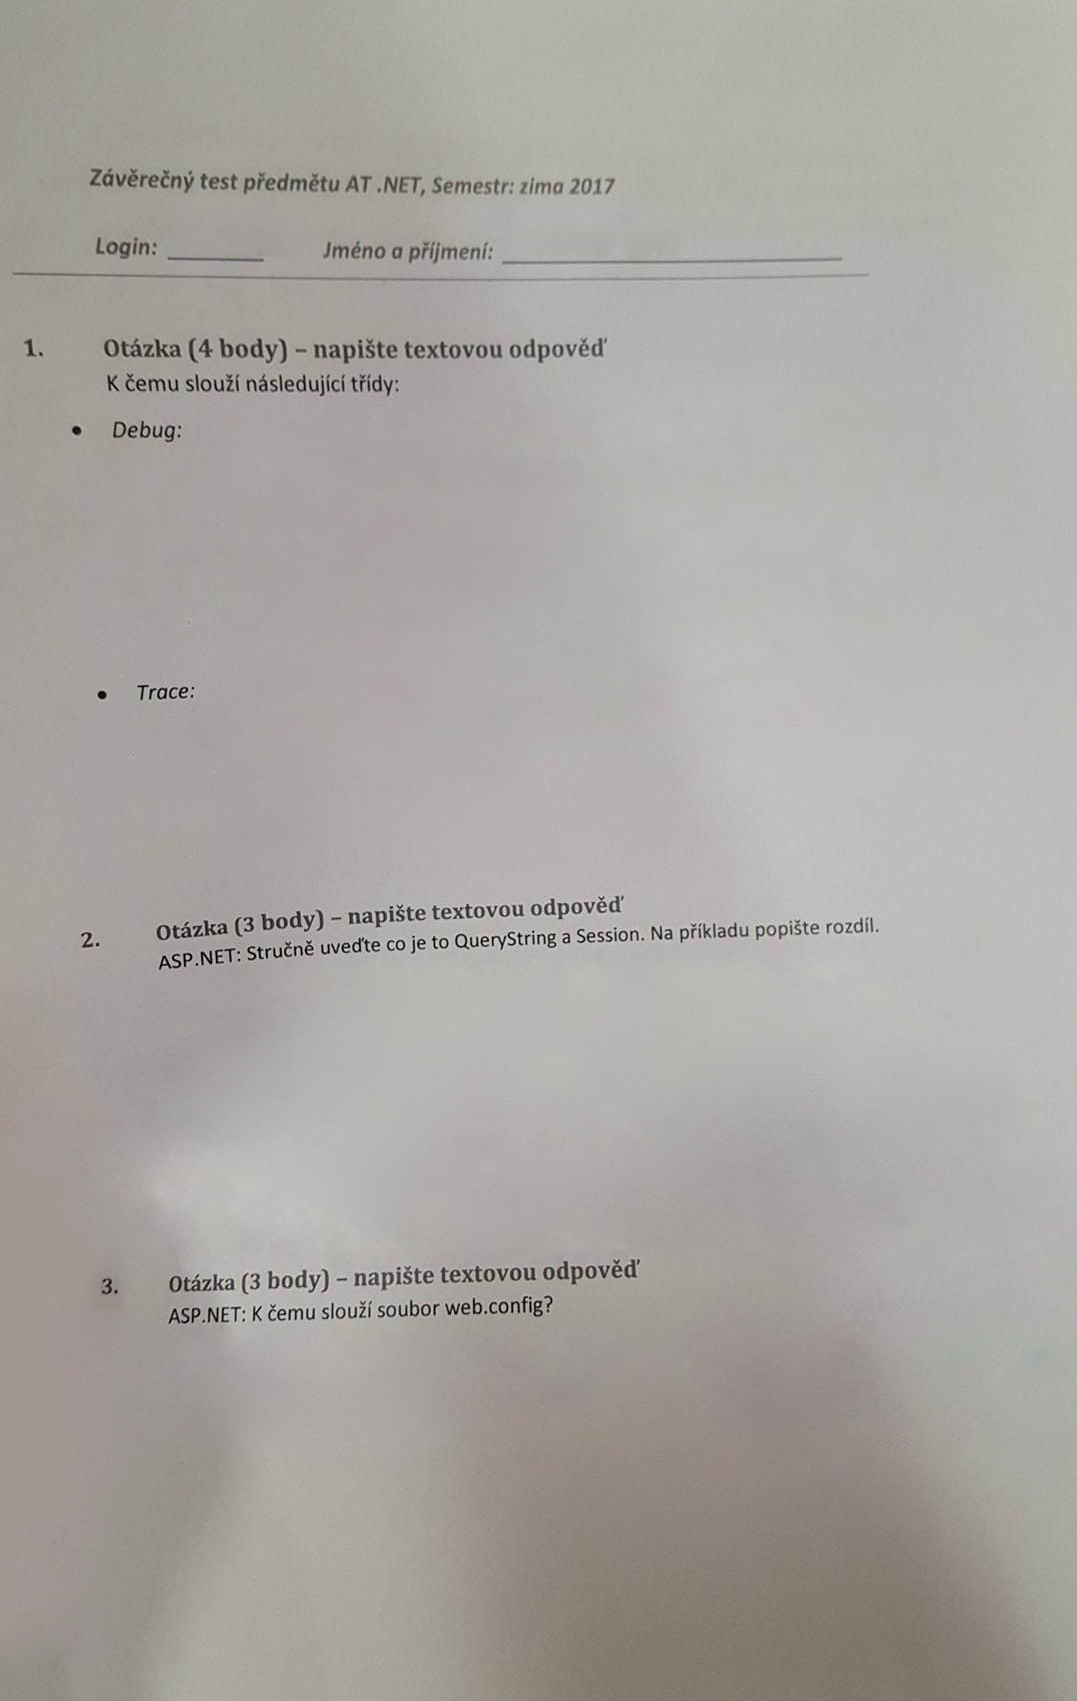 Závěrečný test předmětu AT .NET, Semestr: zima 2017
Login: ________ Jméno a příjmení: ______________________________
1. Otázka (4 body) – napište textovou odpověď
K čemu slouží následující třídy:
• Debug:
• Trace:
2. Otázka (3 body) – napište textovou odpověď
ASP.NET: Stručně uveďte co je to QueryString a Session. Na příkladu popište rozdíl.
3. Otázka (3 body) – napište textovou odpověď
ASP.NET: K čemu slouží soubor web.config?